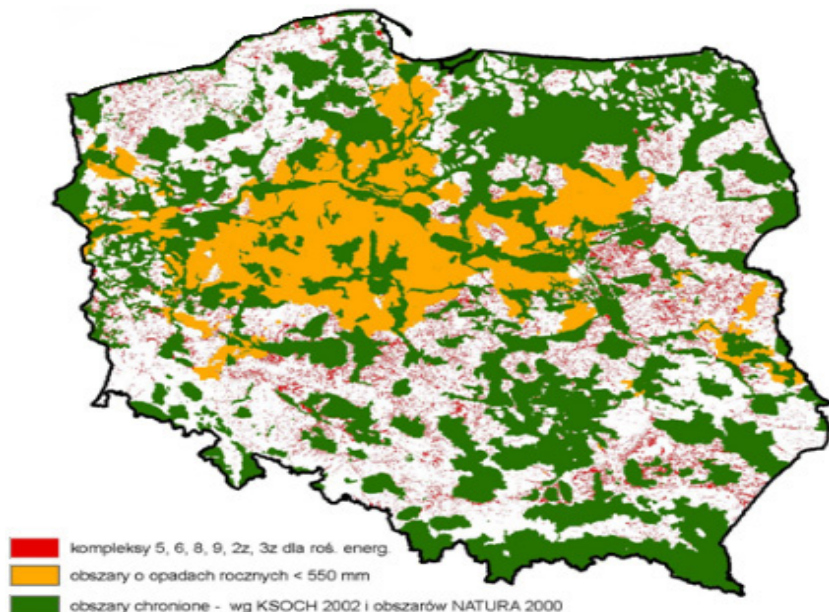 kompleksy 5, 6, 8, 9, 2z, 3z dla roś. energ.
obszary o opadach rocznych < 550 mm
obszary chronione - wg KSOCH 2002 i obszarów NATURA 2000